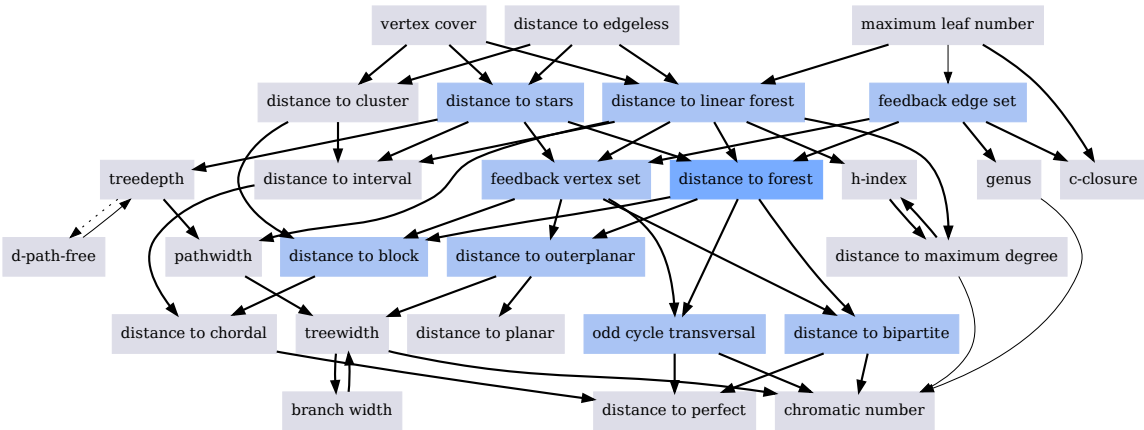 vertex cover
distance to edgeless
maximum leaf number
distance to cluster
distance to stars
distance to linear forest
feedback edge set
treedepth
distance to interval
feedback vertex set
distance to forest
h-index
genus
c-closure
d-path-free
pathwidth
distance to block
distance to outerplanar
distance to maximum degree
distance to chordal
treewidth
distance to planar
odd cycle transversal
distance to bipartite
branch width
distance to perfect
chromatic number